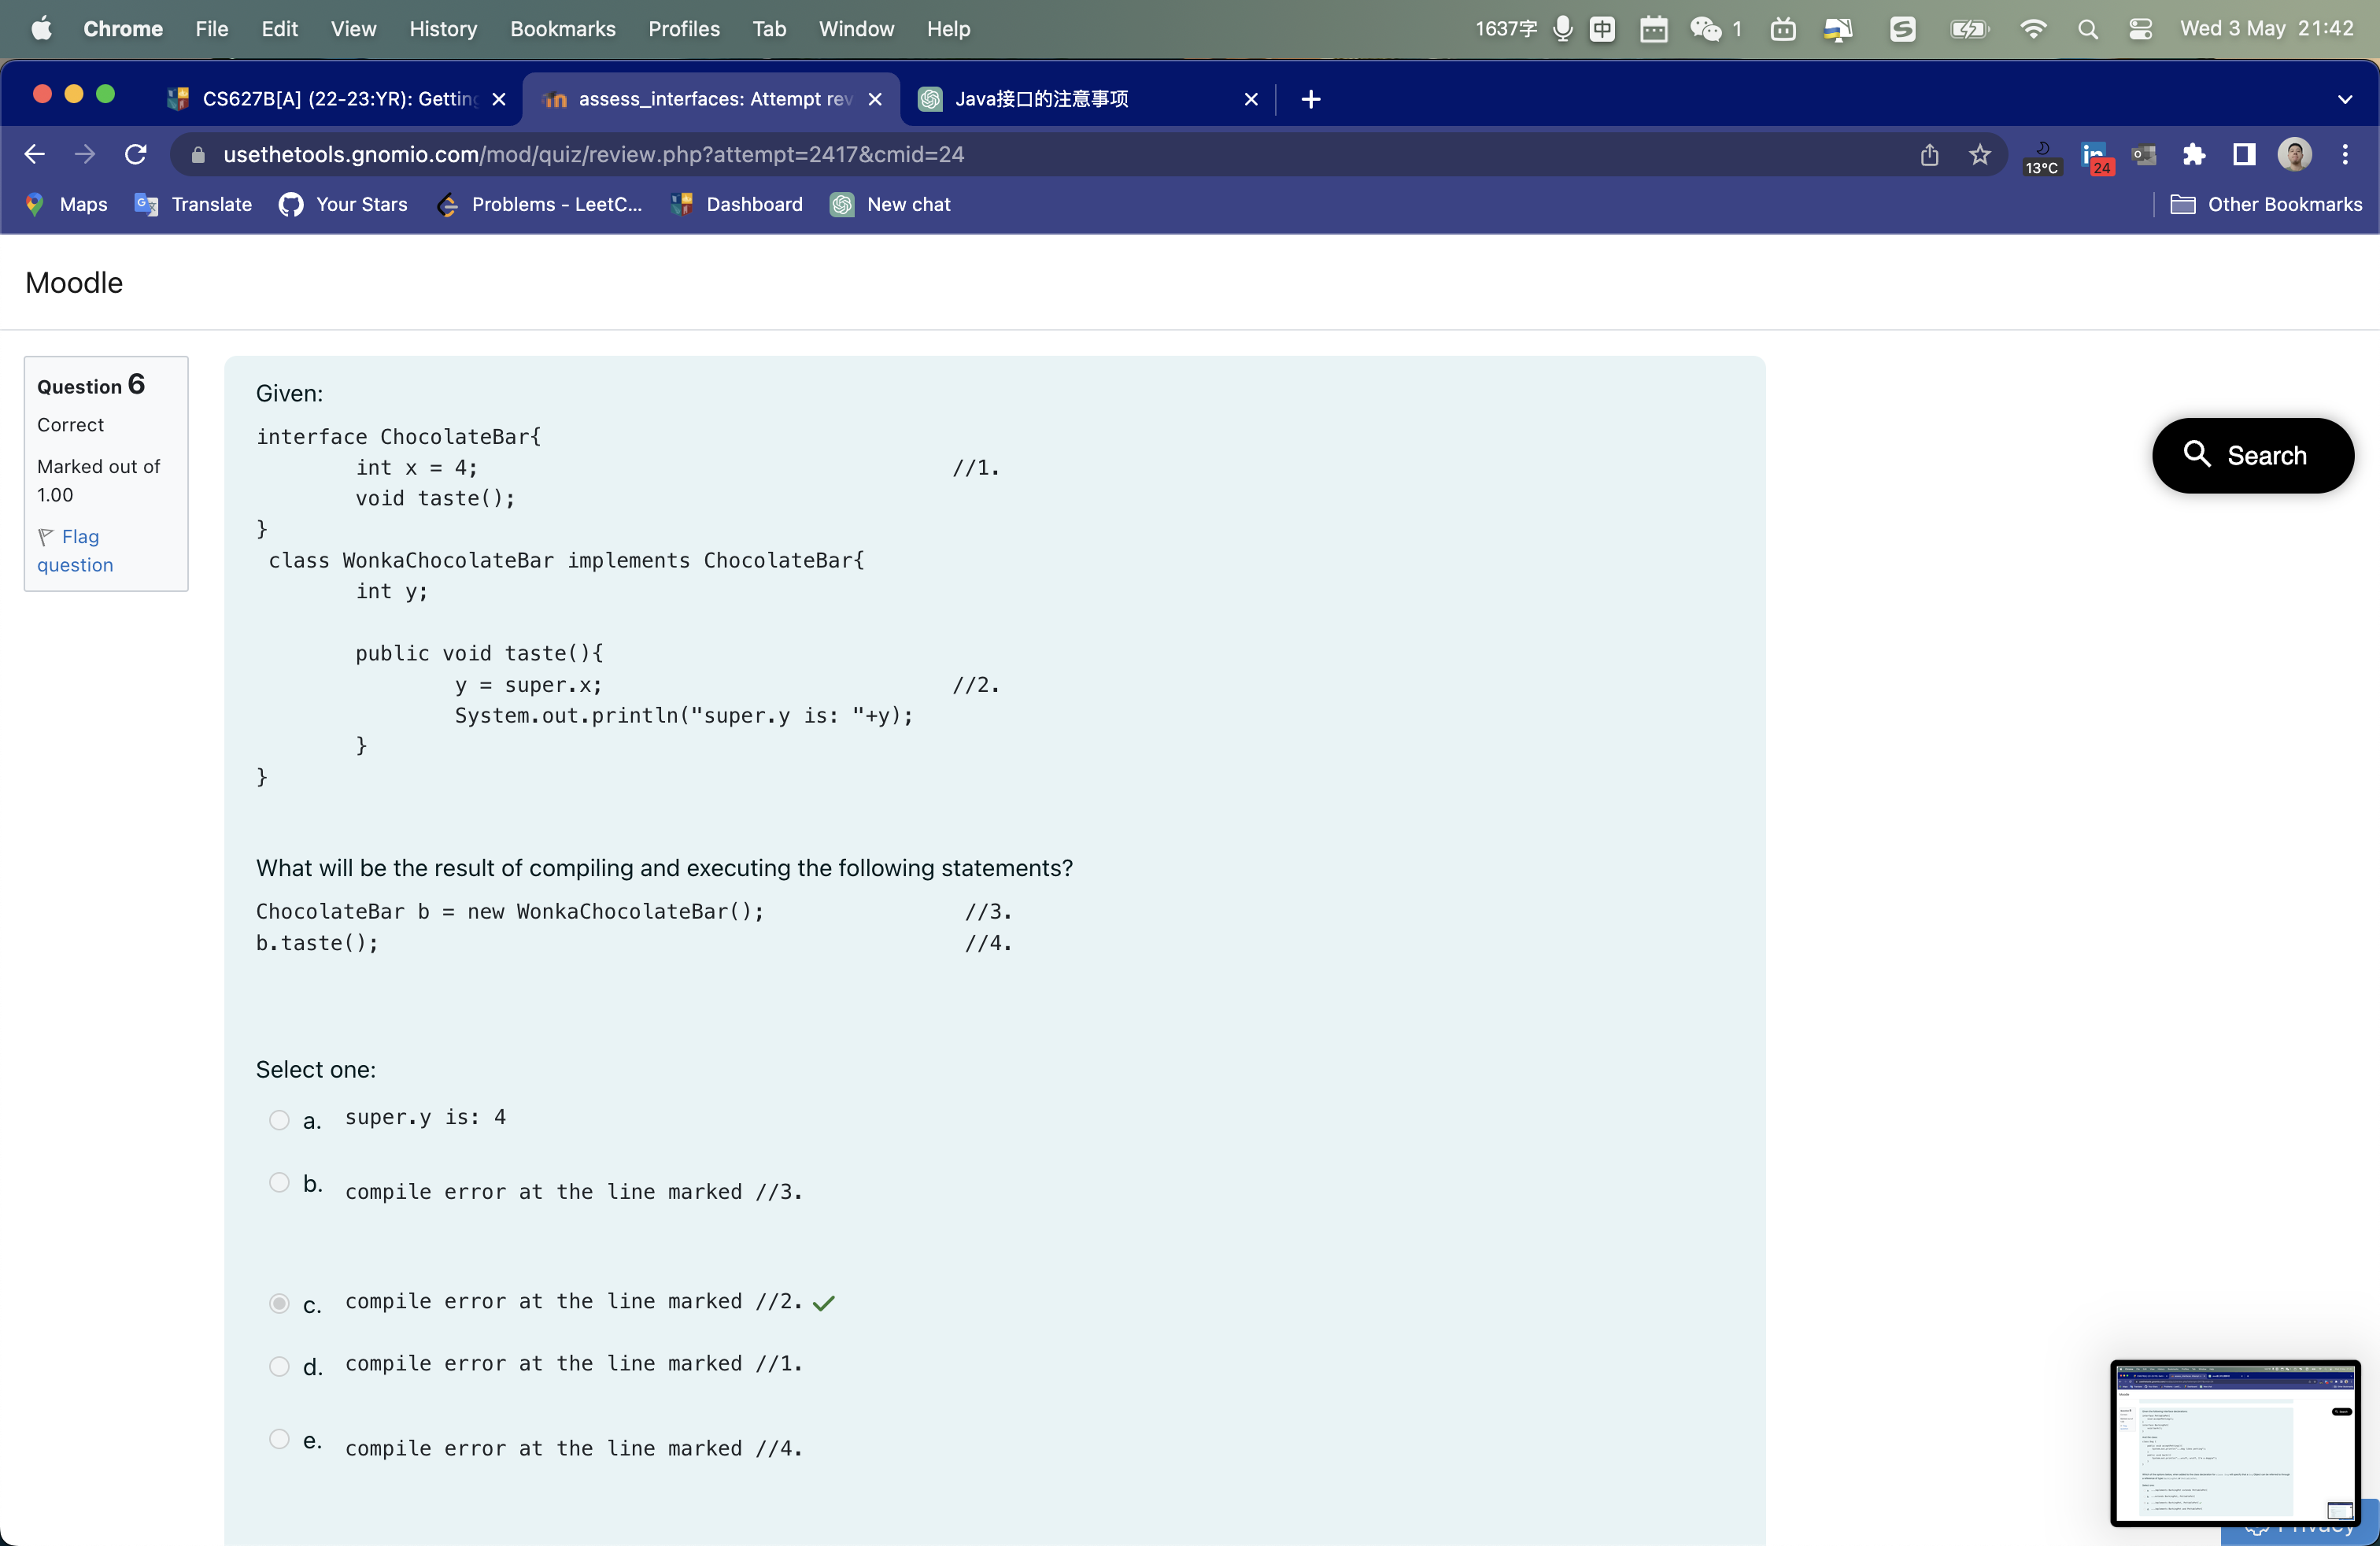 Chrome File Edit View History Bookmarks Profiles Tab Window Help 1637字 中 1 Wed 3 May 21:42
CS627B[A] (22-23:YR): Getting assess_interfaces: Attempt rev Java接口的注意事项
usethetools.gnomio.com/mod/quiz/review.php?attempt=2417&cmid=24 13°C 24
Maps Translate Your Stars Problems - LeetC... Dashboard New chat Other Bookmarks
Moodle
Question 6
Correct
Marked out of
1.00
Flag
question
Given:
interface ChocolateBar{
int x = 4; //1.
void taste();
}
class WonkaChocolateBar implements ChocolateBar{
int y;
public void taste(){
y = super.x; //2.
System.out.println("super.y is: "+y);
}
}
What will be the result of compiling and executing the following statements?
ChocolateBar b = new WonkaChocolateBar(); //3.
b.taste(); //4.
Select one:
a. super.y is: 4
b. compile error at the line marked //3.
c. compile error at the line marked //2.
d. compile error at the line marked //1.
e. compile error at the line marked //4.
Search
Privacy